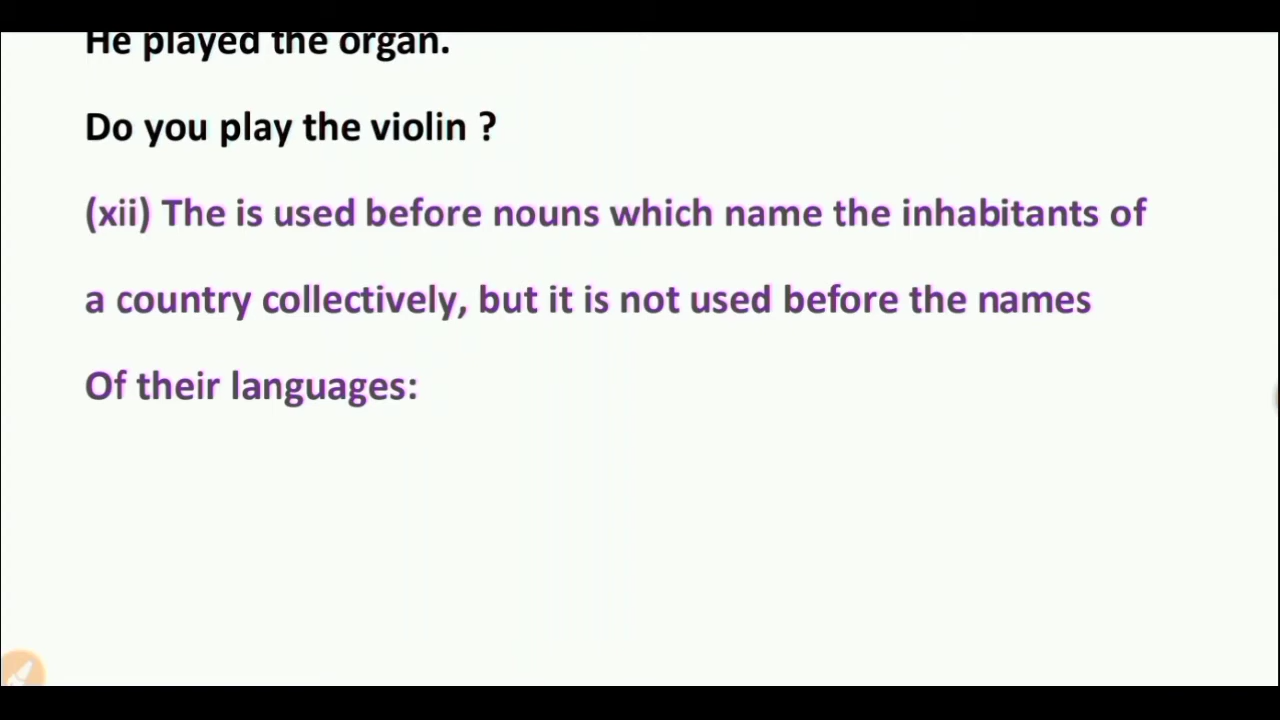 He played the organ.
Do you play the violin ?
(xii) The is used before nouns which name the inhabitants of
a country collectively, but it is not used before the names
Of their languages: